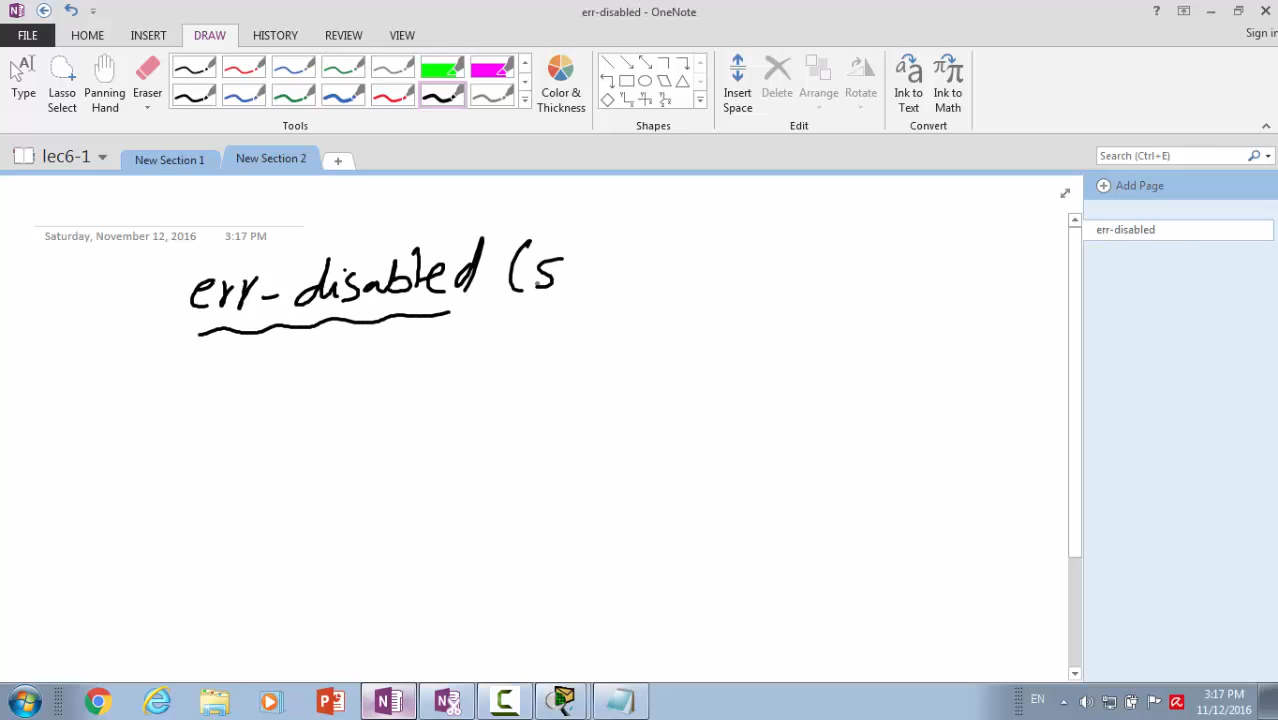 err-disabled - OneNote
Sign in
FILE HOME INSERT DRAW HISTORY REVIEW VIEW
Type
Lasso Select
Panning Hand
Eraser
Color & Thickness
Insert Space
Delete
Arrange
Rotate
Ink to Text
Ink to Math
Tools Shapes Edit Convert
lec6-1 New Section 1 New Section 2
Search (Ctrl+E)
Add Page
err-disabled
Saturday, November 12, 2016 3:17 PM
err-disabled (s
EN
3:17 PM
11/12/2016